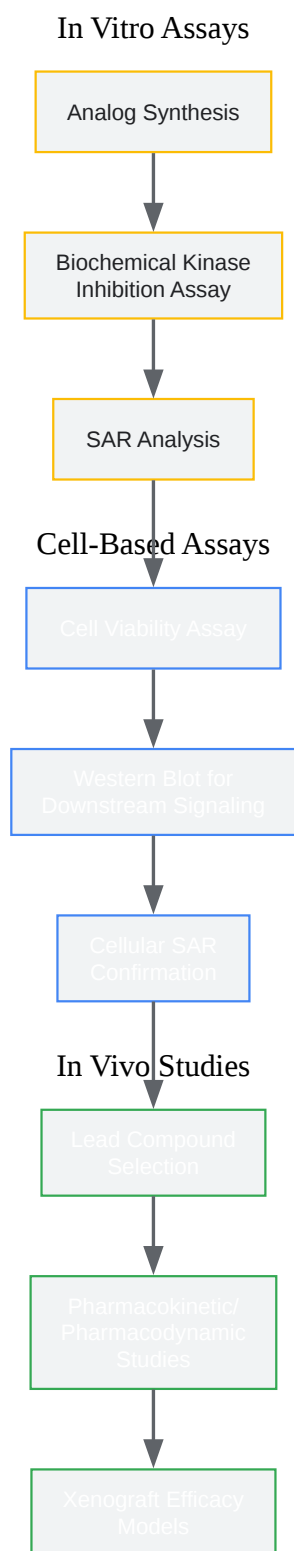 In Vitro Assays
Analog Synthesis
Biochemical Kinase
Inhibition Assay
SAR Analysis
Cell-Based Assays
Cell Viability Assay
Western Blot for
Downstream Signaling
Cellular SAR
Confirmation
In Vivo Studies
Lead Compound
Selection
Pharmacokinetic/
Pharmacodynamic
Studies
Xenograft Efficacy
Models